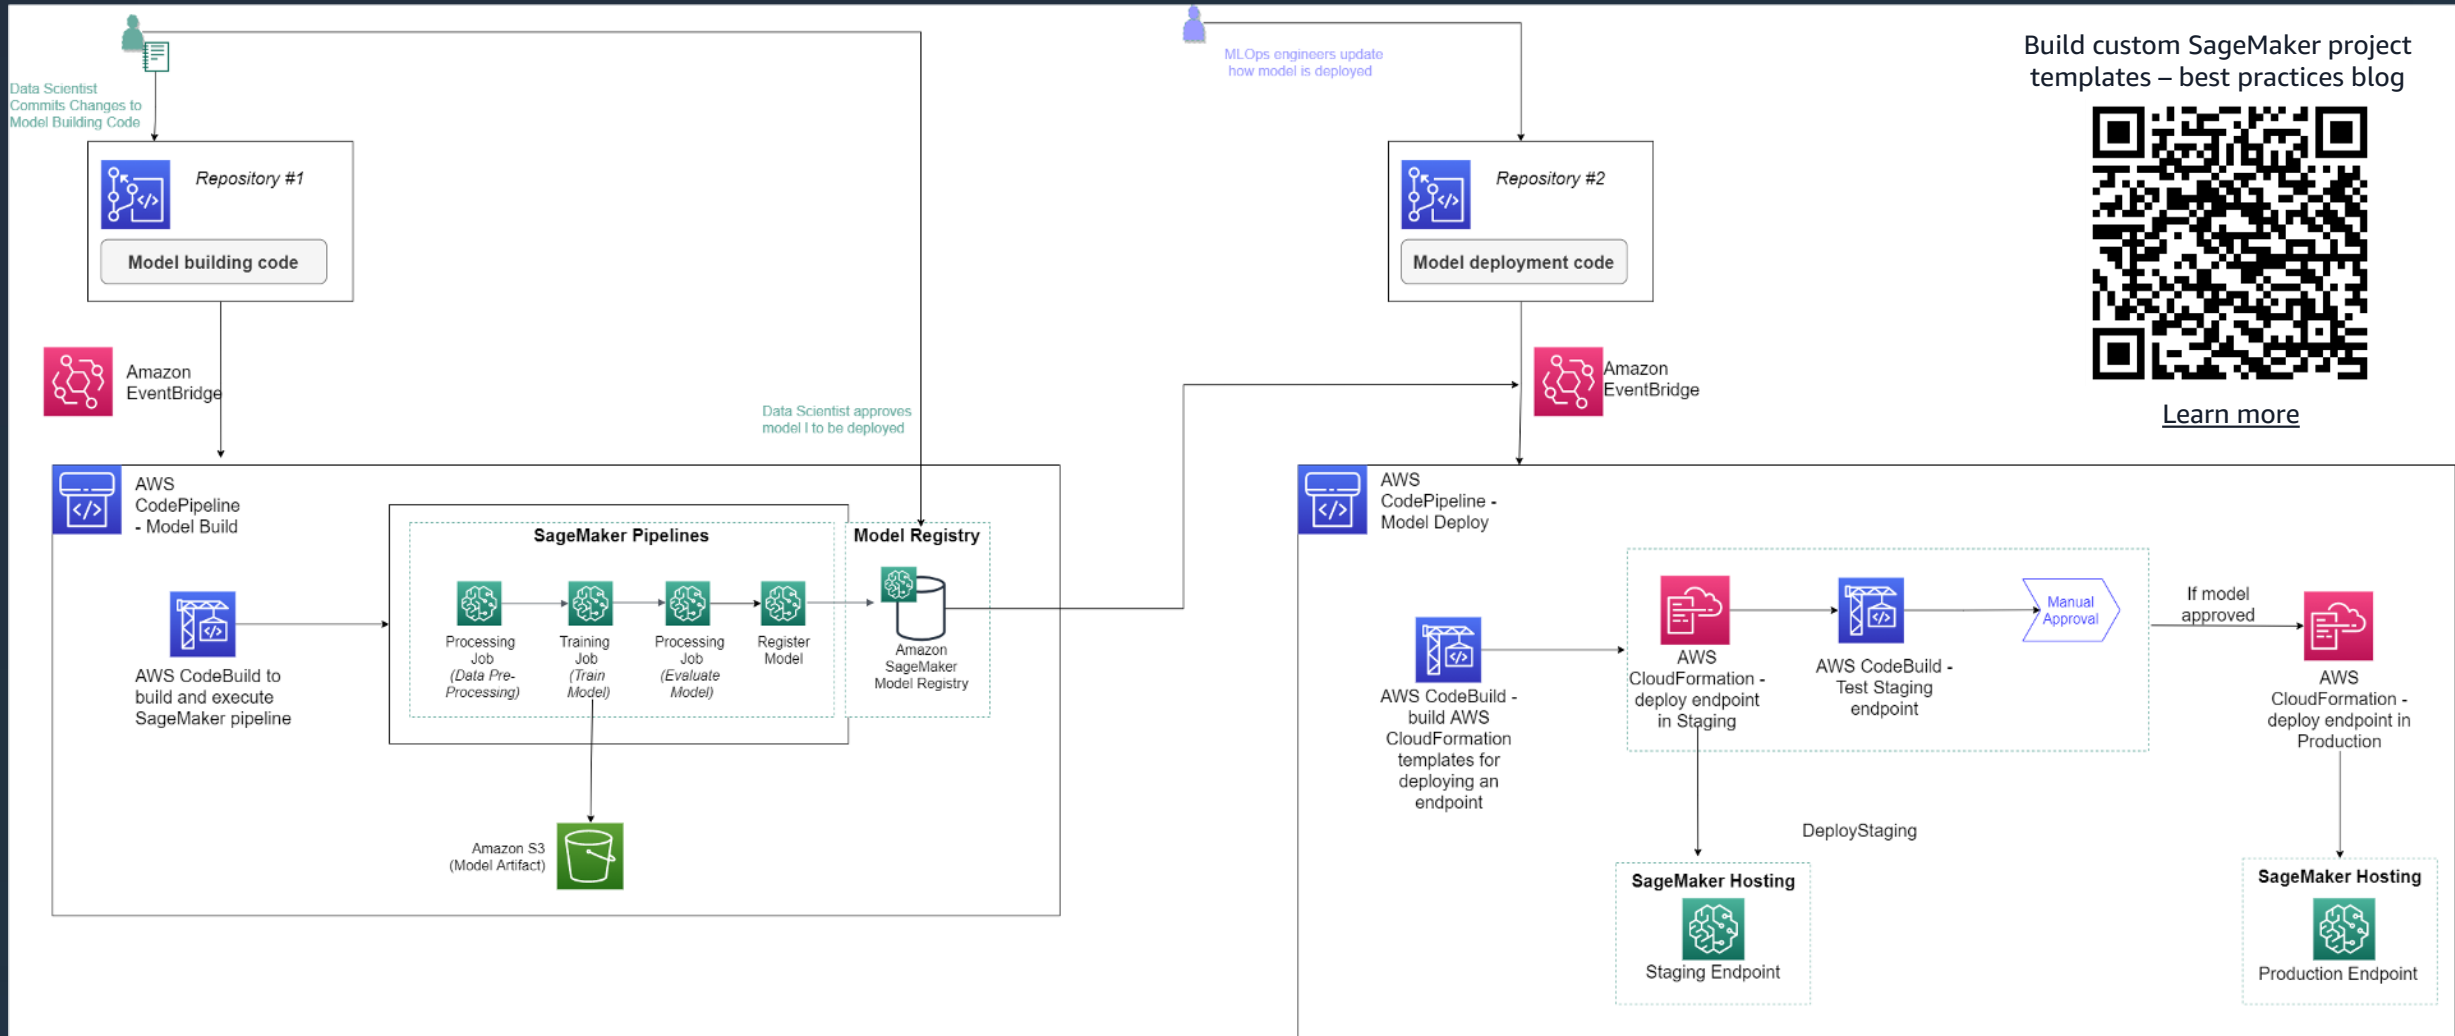 Data Scientist
Commits Changes to
Model Building Code
MLOps engineers update
how model is deployed
Build custom SageMaker project
templates – best practices blog
Learn more
Repository #1
Model building code
Repository #2
Model deployment code
Amazon
EventBridge
Data Scientist approves
model I to be deployed
Amazon
EventBridge
AWS
CodePipeline
- Model Build
AWS CodeBuild to
build and execute
SageMaker pipeline
SageMaker Pipelines
Processing
Job
(Data Pre-
Processing)
Training
Job
(Train
Model)
Processing
Job
(Evaluate
Model)
Register
Model
Model Registry
Amazon
SageMaker
Model Registry
Amazon S3
(Model Artifact)
AWS
CodePipeline -
Model Deploy
AWS CodeBuild -
build AWS
CloudFormation
templates for
deploying an
endpoint
AWS
CloudFormation -
deploy endpoint
in Staging
AWS CodeBuild -
Test Staging
endpoint
Manual
Approval
If model
approved
AWS
CloudFormation -
deploy endpoint in
Production
DeployStaging
SageMaker Hosting
Staging Endpoint
SageMaker Hosting
Production Endpoint